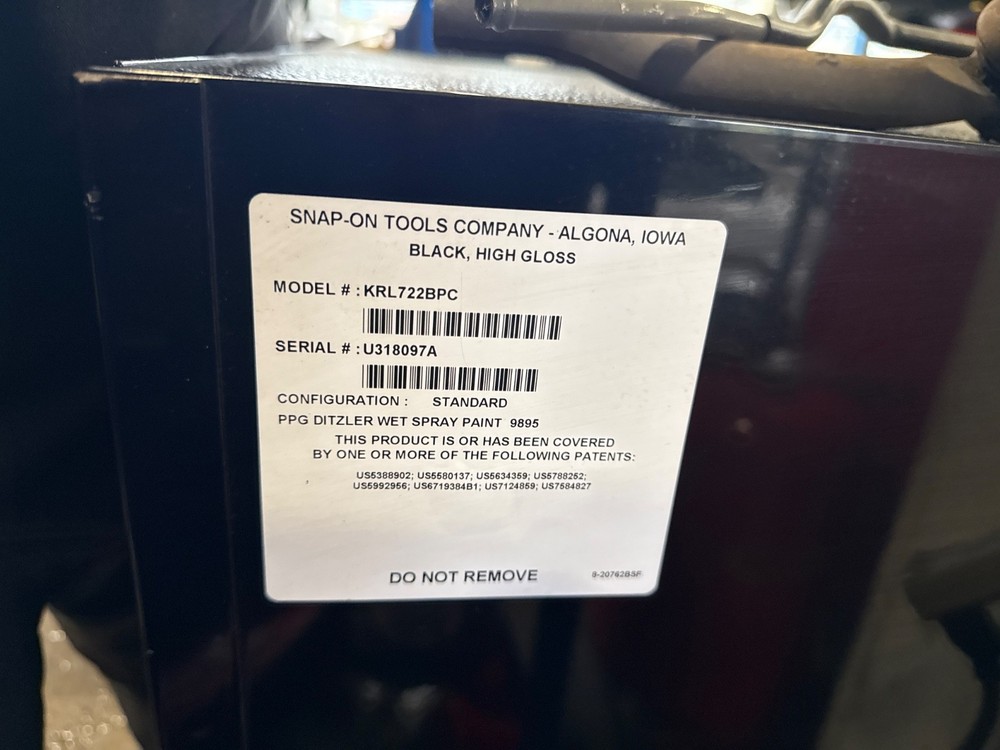 SNAP-ON TOOLS COMPANY - ALGONA, IOWA
BLACK, HIGH GLOSS
MODEL # : KRL722BPC
SERIAL # : U318097A
CONFIGURATION : STANDARD
PPG DITZLER WET SPRAY PAINT 9895
THIS PRODUCT IS OR HAS BEEN COVERED
BY ONE OR MORE OF THE FOLLOWING PATENTS:
US5388902; US5580137; US5634359; US5788252;
US5992956; US6719384B1; US7124859; US7584827
DO NOT REMOVE